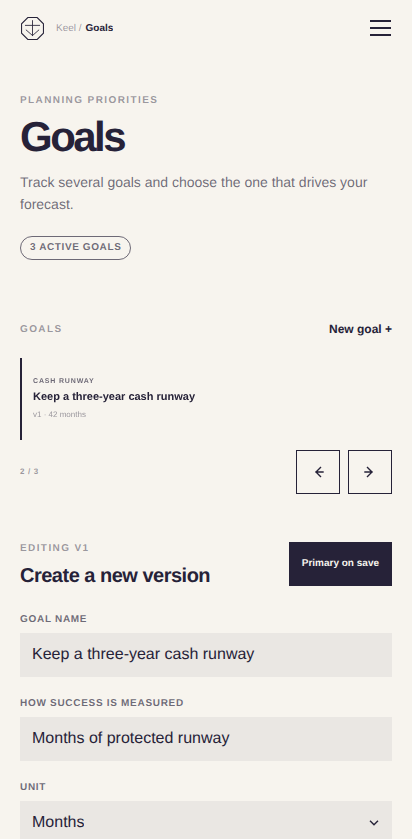 Keel / Goals
PLANNING PRIORITIES
Goals
Track several goals and choose the one that drives your
forecast.
3 ACTIVE GOALS
GOALS
New goal +
CASH RUNWAY
Keep a three-year cash runway
v1 · 42 months
2 / 3
EDITING V1
Create a new version
Primary on save
GOAL NAME
Keep a three-year cash runway
HOW SUCCESS IS MEASURED
Months of protected runway
UNIT
Months